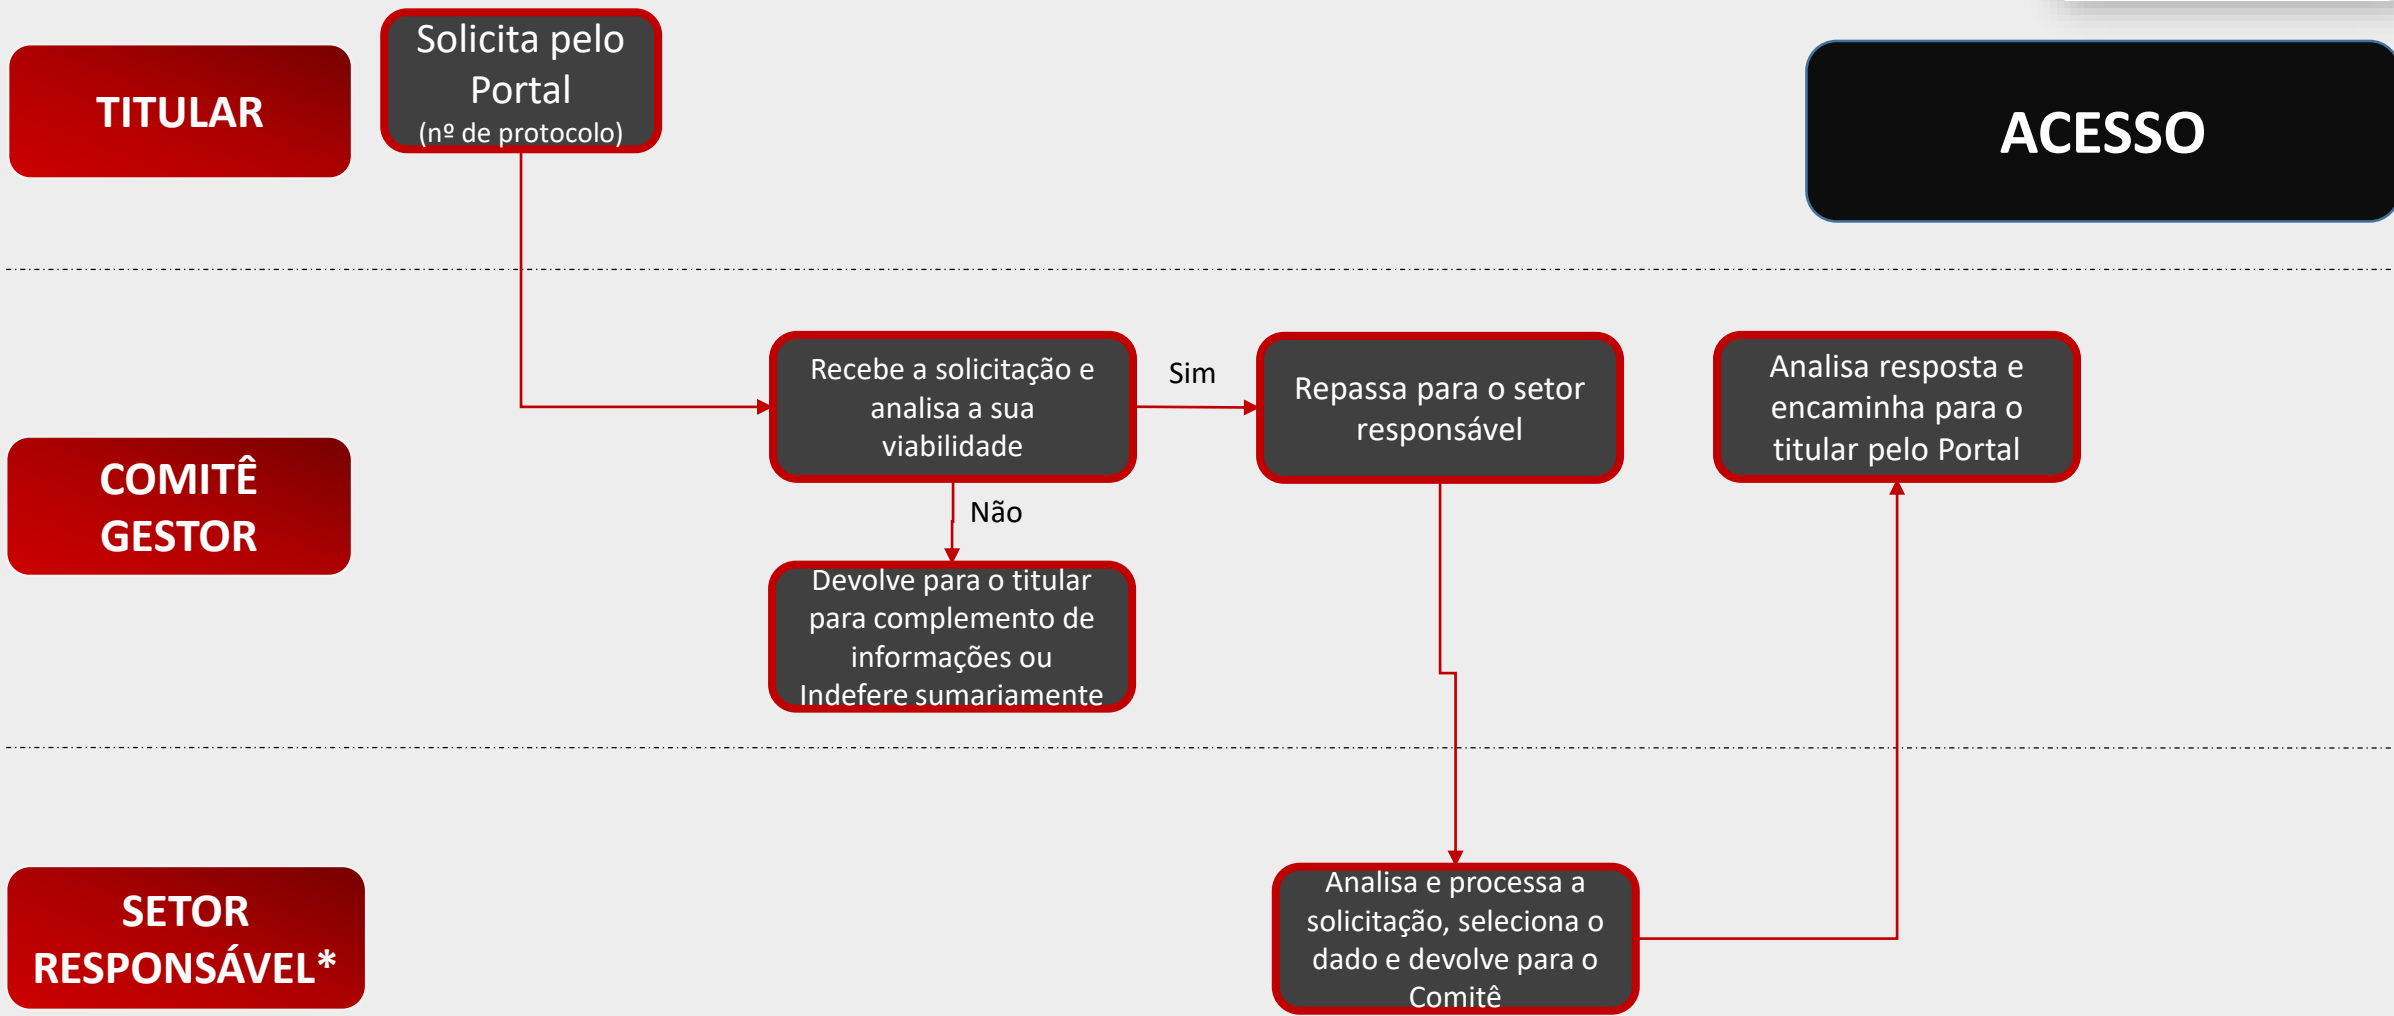 TITULAR
Solicita pelo
Portal
(nº de protocolo)
ACESSO
COMITÊ
GESTOR
Recebe a solicitação e
analisa a sua
viabilidade
Sim
Repassa para o setor
responsável
Analisa resposta e
encaminha para o
titular pelo Portal
Não
Devolve para o titular
para complemento de
informações ou
Indefere sumariamente
SETOR
RESPONSÁVEL*
Analisa e processa a
solicitação, seleciona o
dado e devolve para o
Comitê